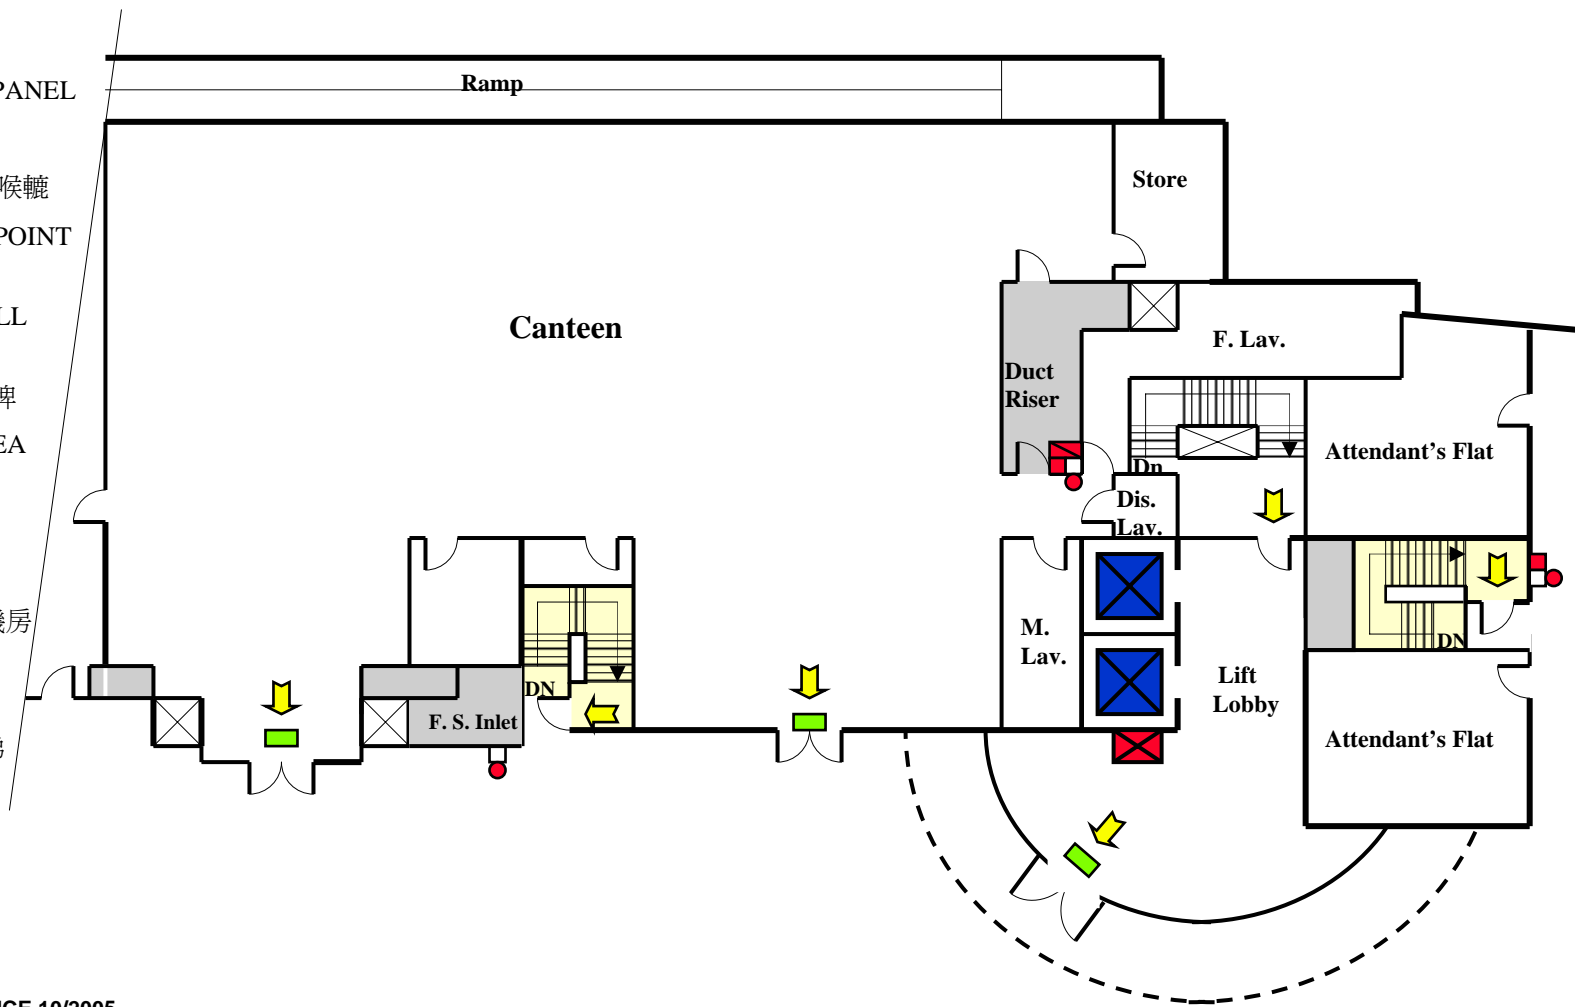 PANEL
喉轆
POINT
LL
牌
EA
機房
Ramp
Store
Canteen
F. Lav.
Duct
Riser
Attendant's Flat
Dn
Dis.
Lav.
M.
Lav.
DN
Lift
Lobby
DN
F. S. Inlet
Attendant's Flat